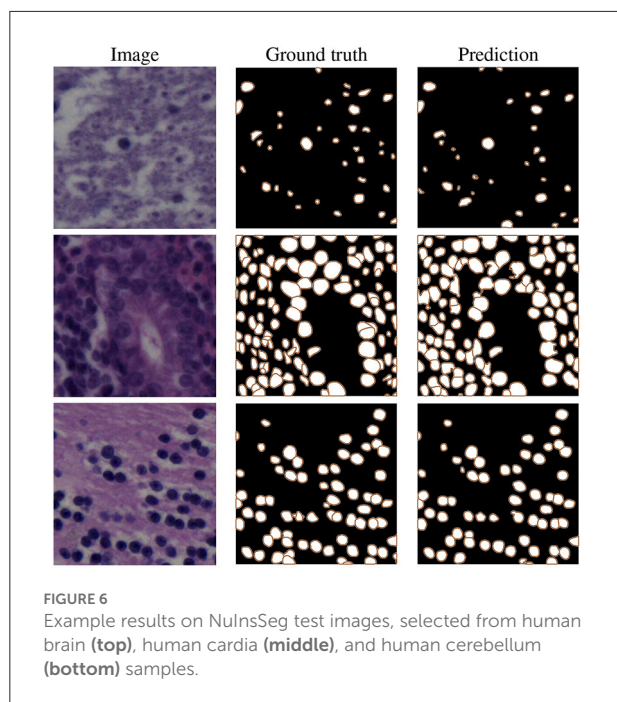 Image Ground truth Prediction
FIGURE 6
Example results on NuInsSeg test images, selected from human
brain (top), human cardia (middle), and human cerebellum
(bottom) samples.